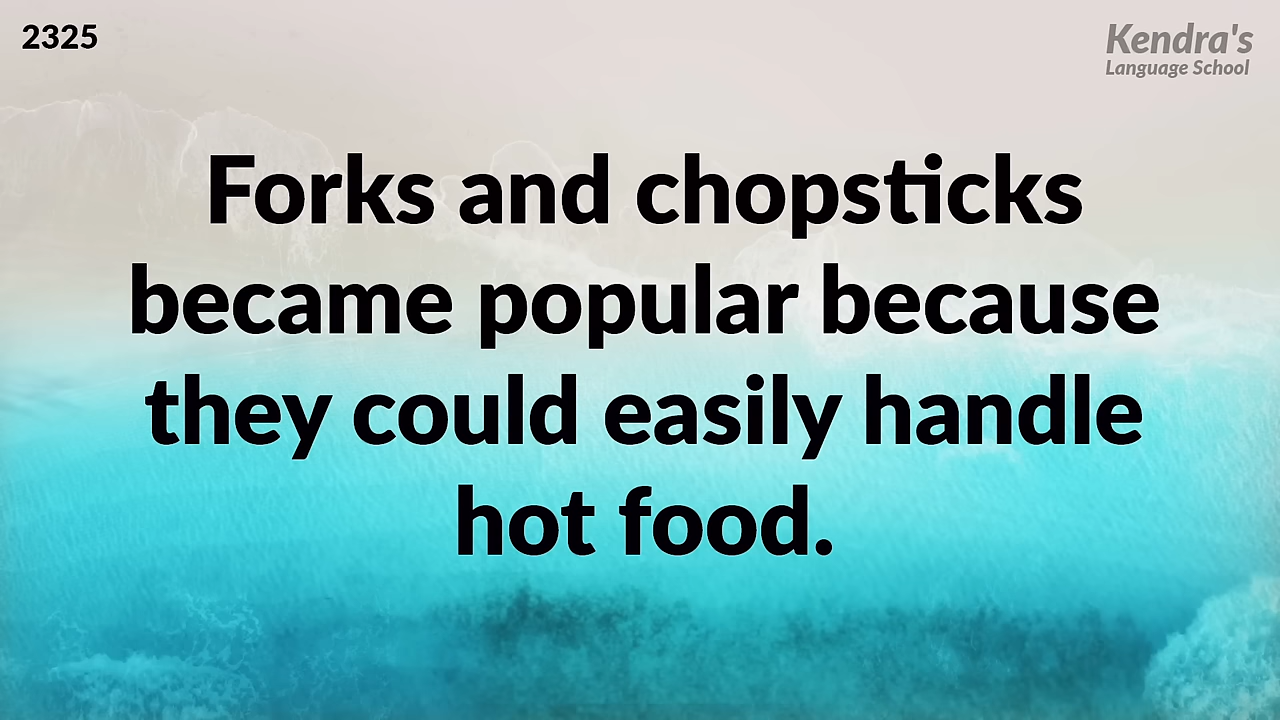 2325
Kendra's
Language School
Forks and chopsticks
became popular because
they could easily handle
hot food.